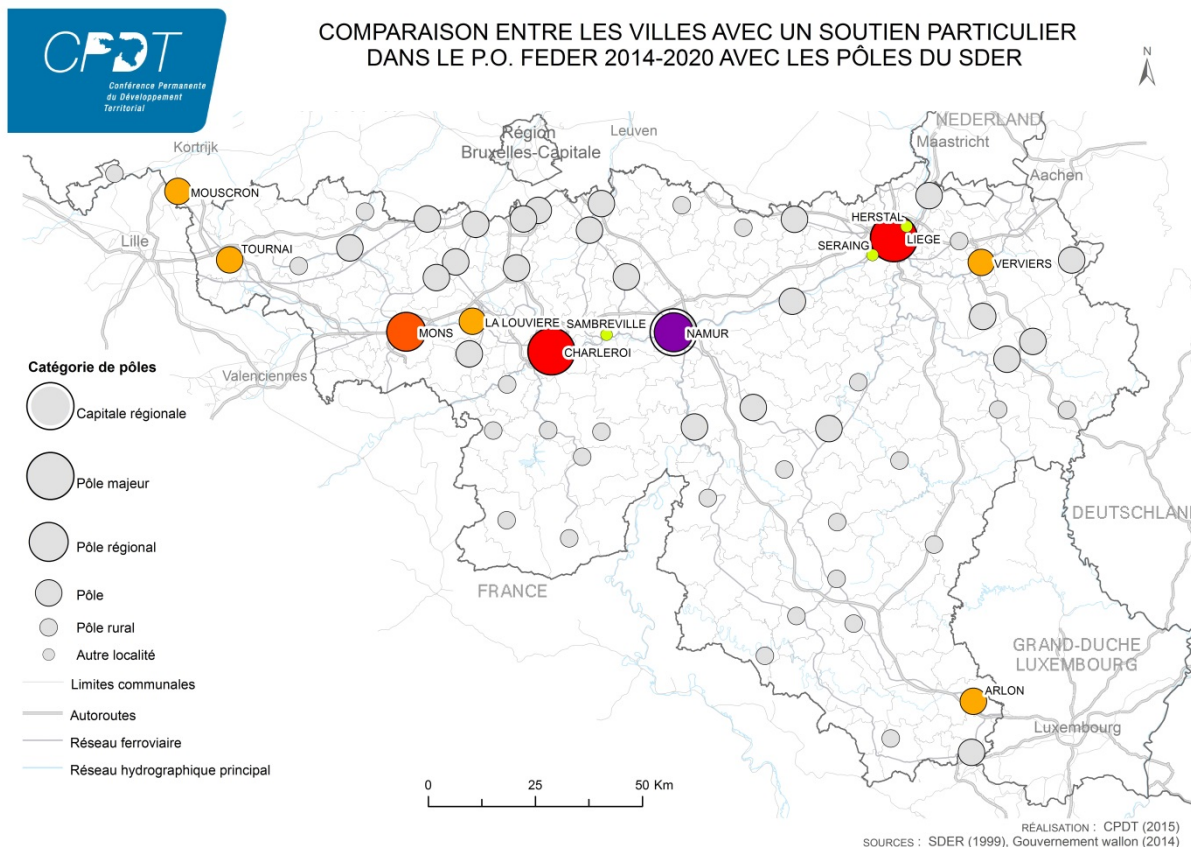 CPDT
Conférence Permanente
du Développement
Territorial
COMPARAISON ENTRE LES VILLES AVEC UN SOUTIEN PARTICULIER
DANS LE P.O. FEDER 2014-2020 AVEC LES PÔLES DU SDER
N
NEDERLAND
Région
Bruxelles-Capitale
Leuven
Maastricht
Kortrijk
Aachen
MOUSCRON
HERSTAL
LIEGE
Lille
TOURNAI
SERAING
VERVIERS
MONS
LA LOUVIERE
SAMBREVILLE
NAMUR
CHARLEROI
Valenciennes
Catégorie de pôles
Capitale régionale
Pôle majeur
Pôle régional
Pôle
Pôle rural
Autre localité
Limites communales
Autoroutes
Réseau ferroviaire
Réseau hydrographique principal
DEUTSCHLAND
FRANCE
GRAND-DUCHE
LUXEMBOURG
ARLON
Luxembourg
0 25 50 Km
RÉALISATION : CPDT (2015)
SOURCES : SDER (1999), Gouvernement wallon (2014)